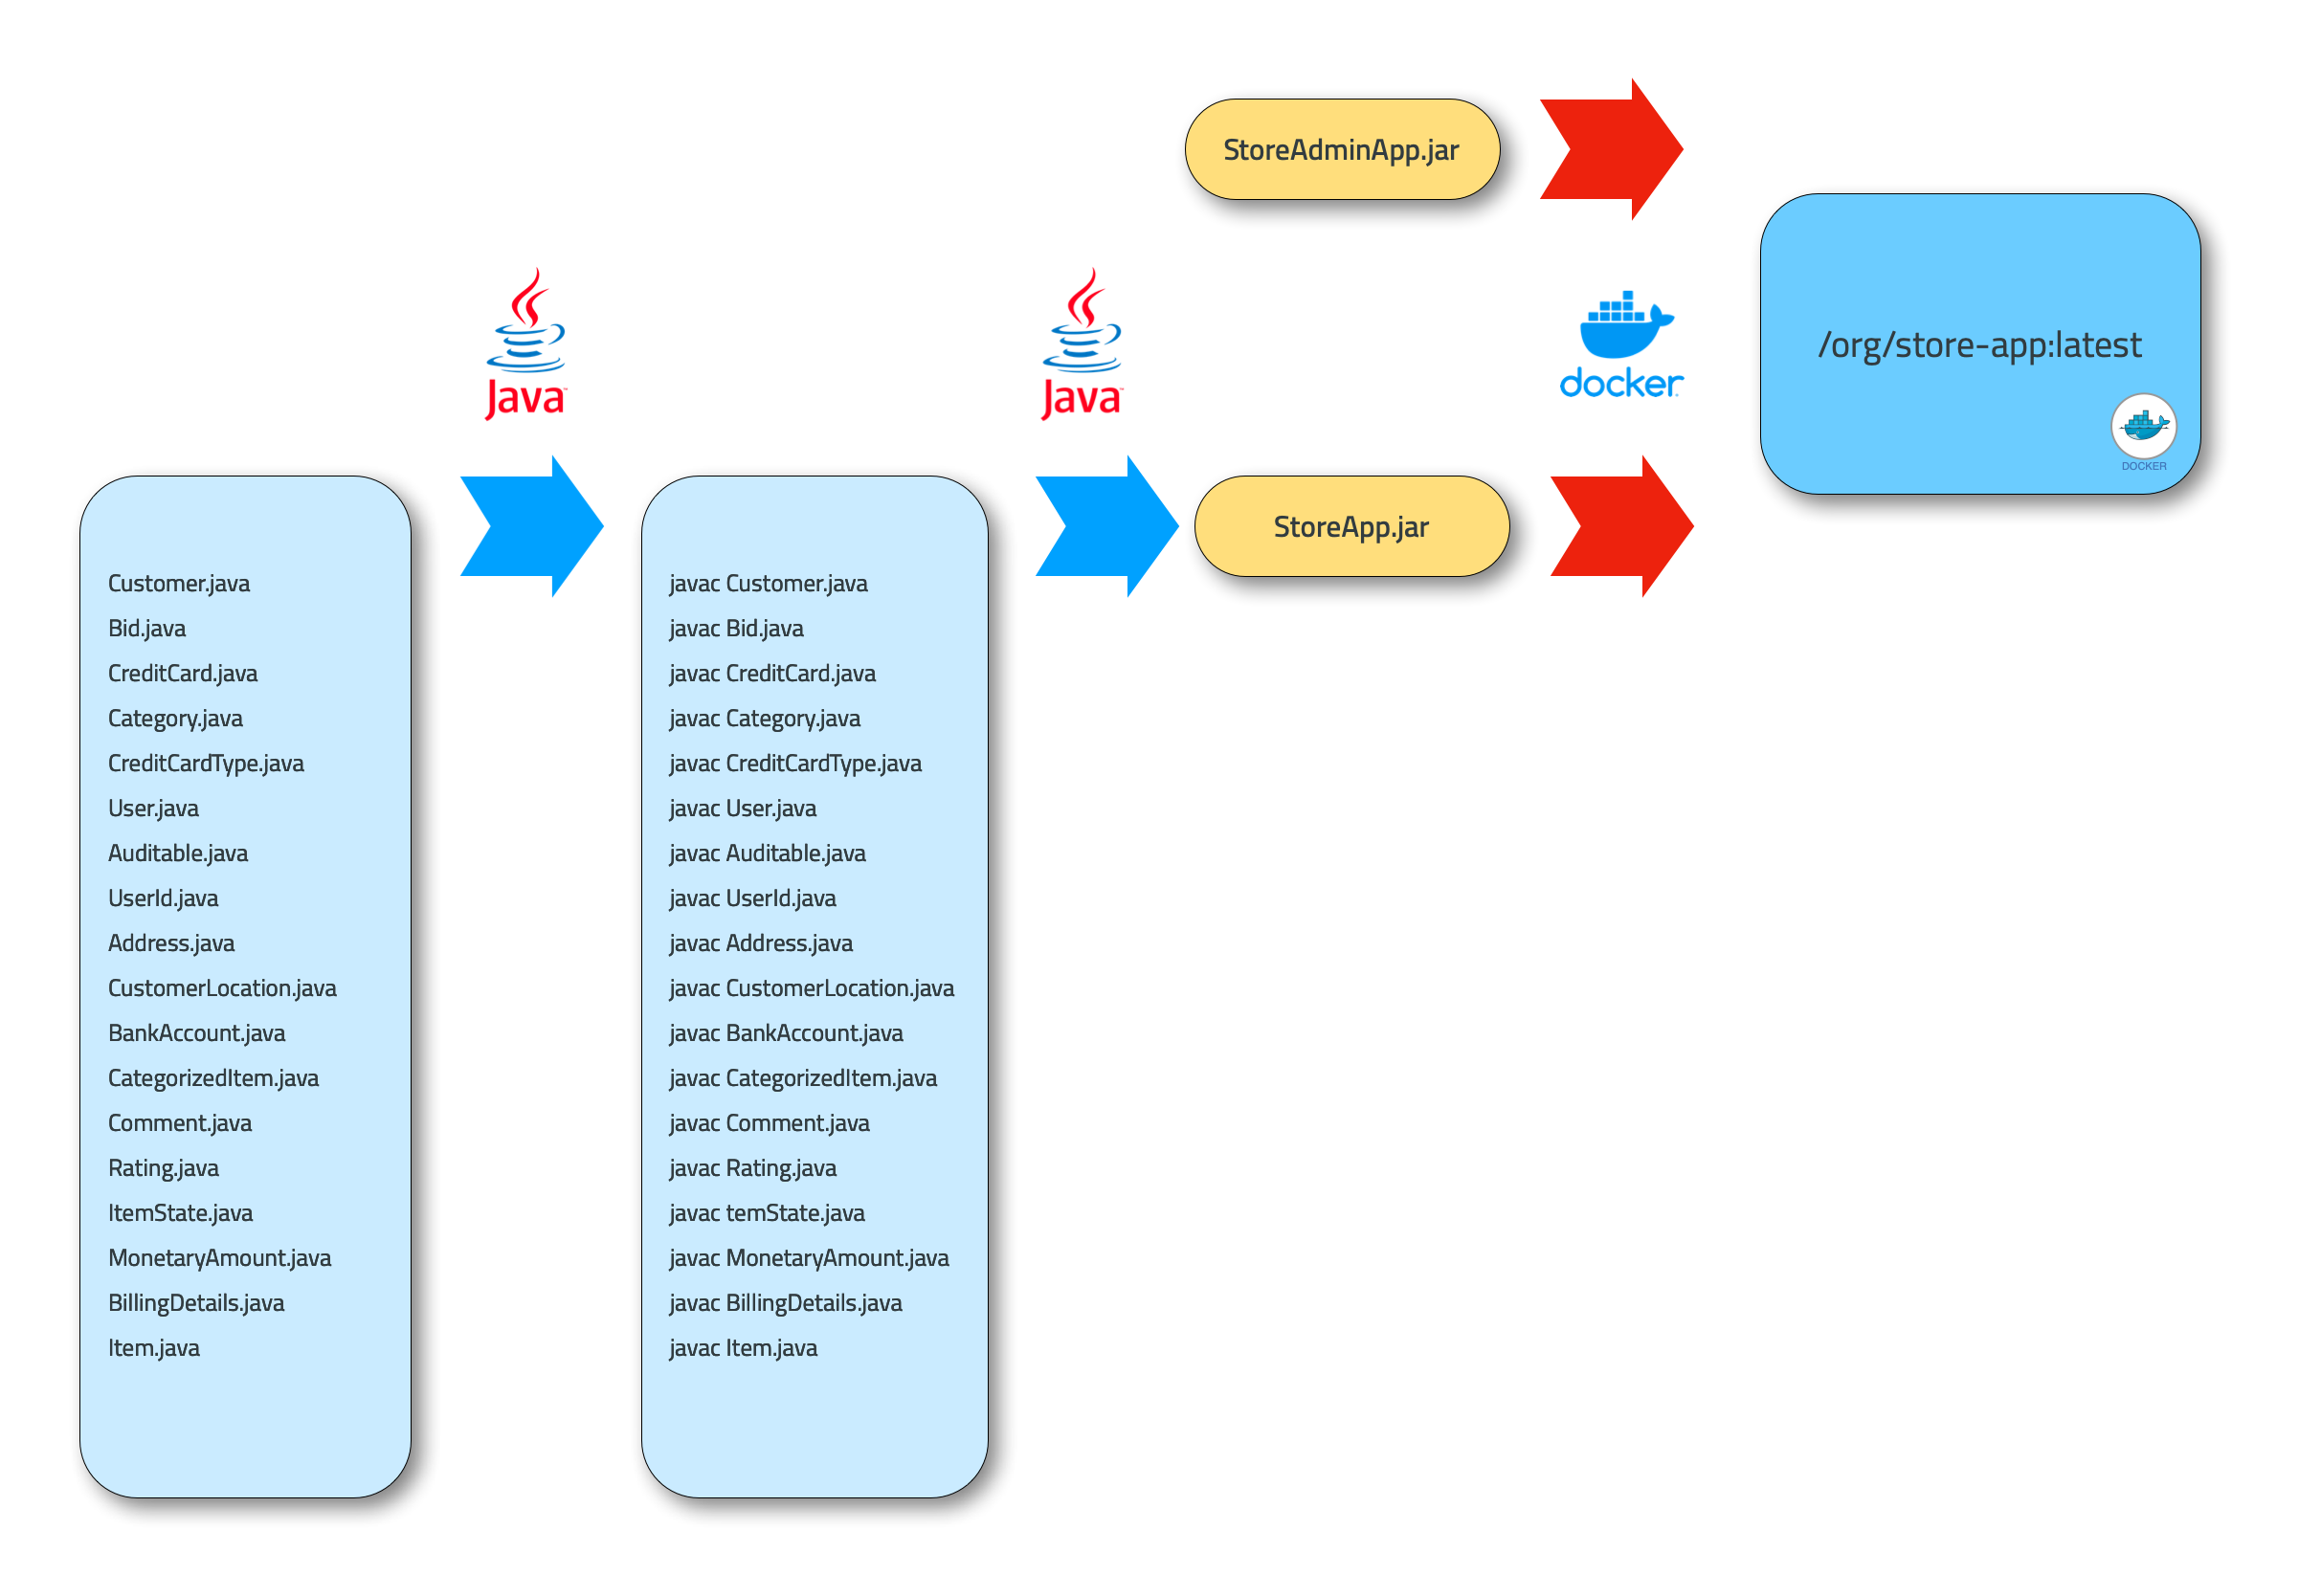 StoreAdminApp.jar
/org/store-app:latest
DOCKER
Java™
Java™
docker
StoreApp.jar
Customer.java
Bid.java
CreditCard.java
Category.java
CreditCardType.java
User.java
Auditable.java
UserId.java
Address.java
CustomerLocation.java
BankAccount.java
CategorizedItem.java
Comment.java
Rating.java
ItemState.java
MonetaryAmount.java
BillingDetails.java
Item.java
javac Customer.java
javac Bid.java
javac CreditCard.java
javac Category.java
javac CreditCardType.java
javac User.java
javac Auditable.java
javac UserId.java
javac Address.java
javac CustomerLocation.java
javac BankAccount.java
javac CategorizedItem.java
javac Comment.java
javac Rating.java
javac temState.java
javac MonetaryAmount.java
javac BillingDetails.java
javac Item.java